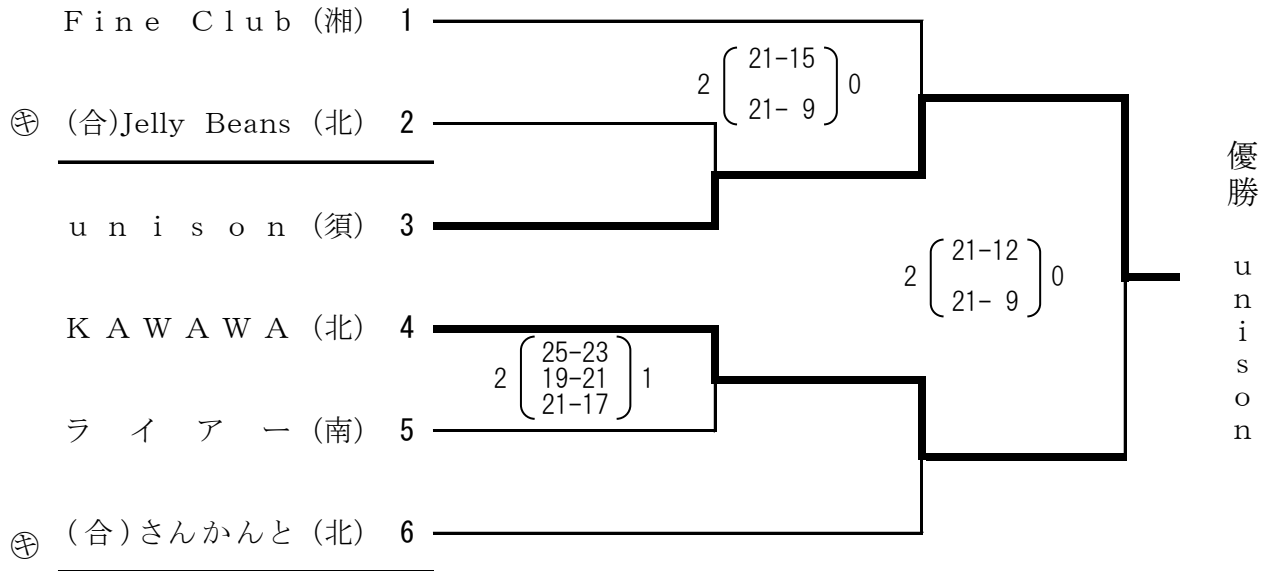 Fine Club (湘) 1
㋖ (合)Jelly Beans (北) 2
unison (須) 3
KAWAWA (北) 4
ライアー (南) 5
㋖ (合)さんかんと (北) 6
2 21-15 0
21- 9
2 25-23 1
19-21
21-17
2 21-12 0
21- 9
優勝 unison